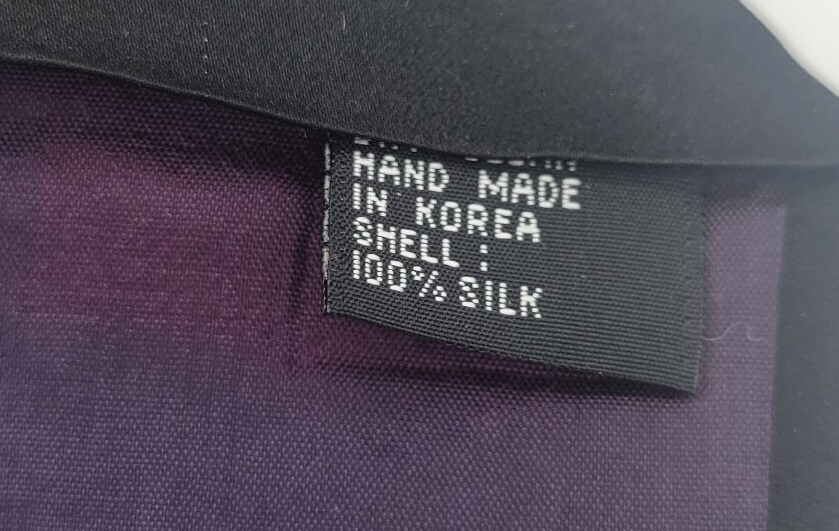 HAND MADE
IN KOREA
SHELL :
100% SILK